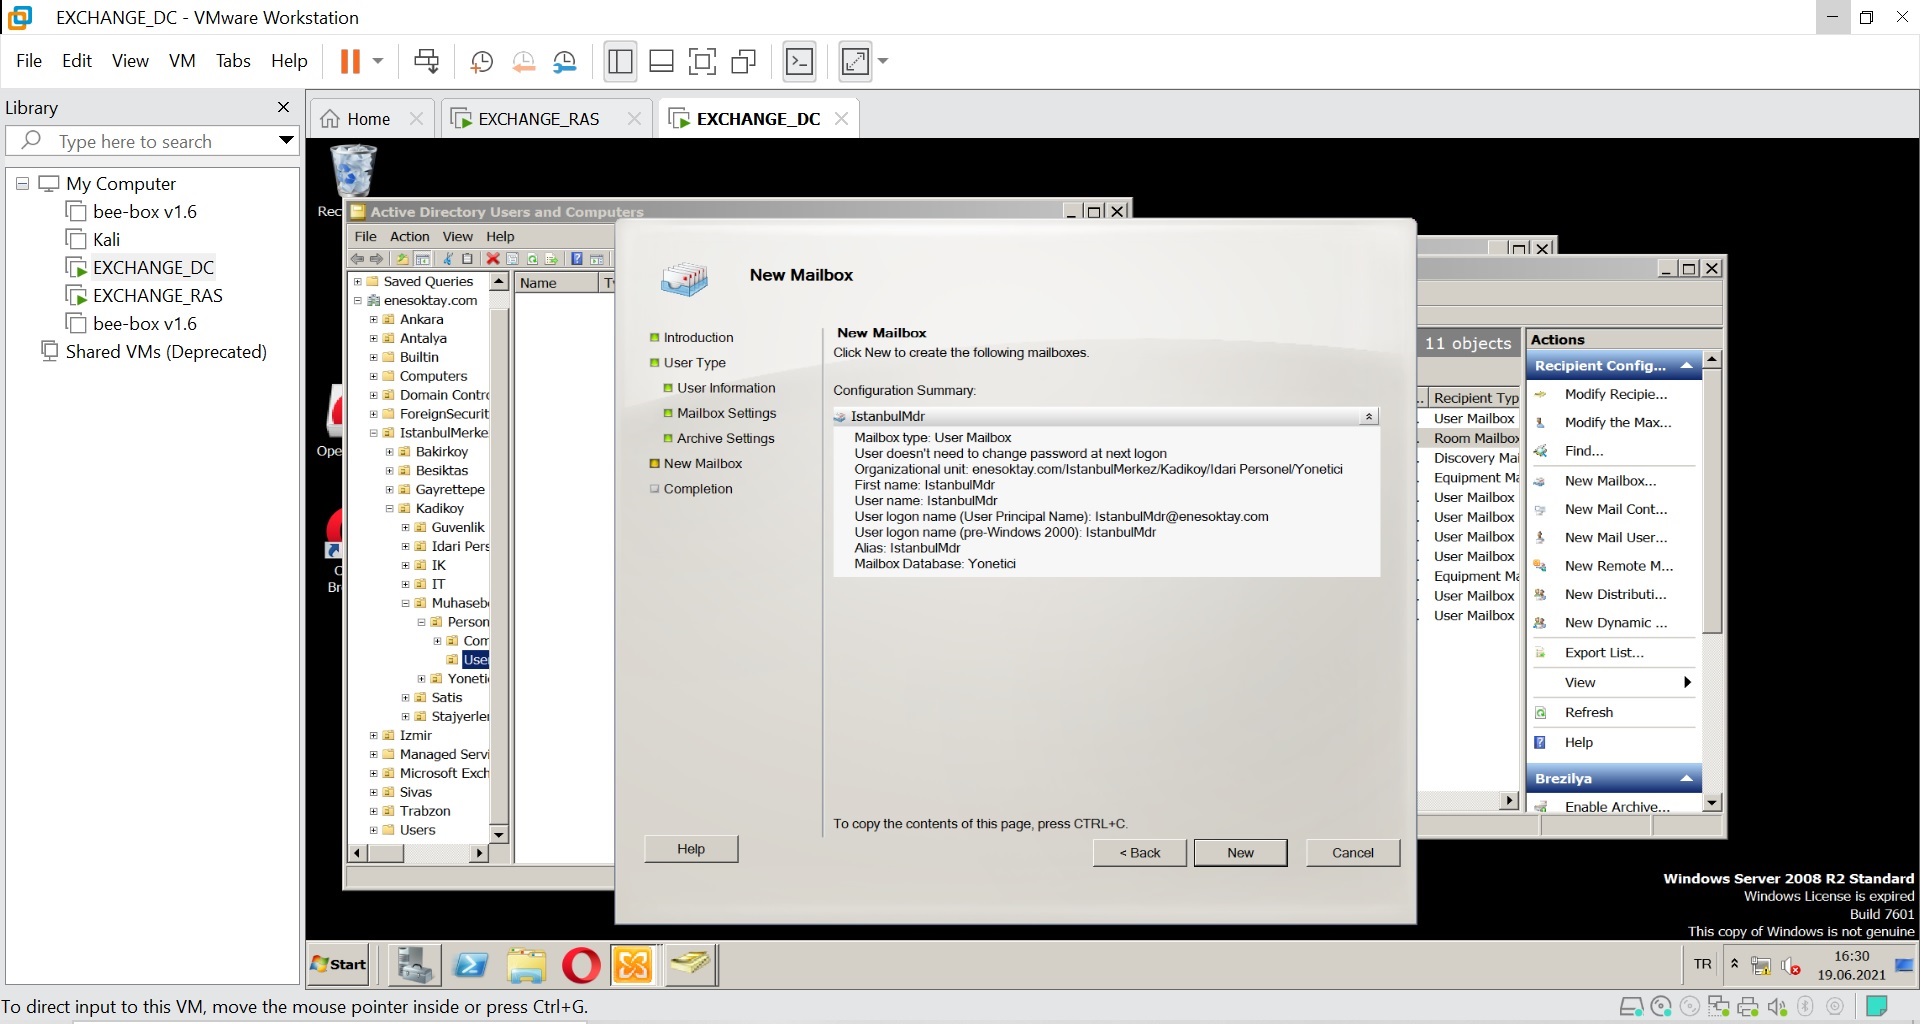 EXCHANGE_DC - VMware Workstation
File Edit View VM Tabs Help
Library
Type here to search
My Computer
bee-box v1.6
Kali
EXCHANGE_DC
EXCHANGE_RAS
bee-box v1.6
Shared VMs (Deprecated)
Home
EXCHANGE_RAS
EXCHANGE_DC
Rec
Ope
Br
Active Directory Users and Computers
File Action View Help
Saved Queries
enesoktay.com
Ankara
Antalya
Builtin
Computers
Domain Contro
ForeignSecurit
IstanbulMerke
Bakirkoy
Besiktas
Gayrettepe
Kadikoy
Guvenlik
Idari Pers
IK
IT
Muhaseb
Person
Com
Use
Yoneti
Satis
Stajyerler
Izmir
Managed Servi
Microsoft Exch
Sivas
Trabzon
Users
Name
New Mailbox
Introduction
User Type
User Information
Mailbox Settings
Archive Settings
New Mailbox
Completion
New Mailbox
Click New to create the following mailboxes.
Configuration Summary:
IstanbulMdr
Mailbox type: User Mailbox
User doesn't need to change password at next logon
Organizational unit: enesoktay.com/IstanbulMerkez/Kadikoy/Idari Personel/Yonetici
First name: IstanbulMdr
User name: IstanbulMdr
User logon name (User Principal Name): IstanbulMdr@enesoktay.com
User logon name (pre-Windows 2000): IstanbulMdr
Alias: IstanbulMdr
Mailbox Database: Yonetici
To copy the contents of this page, press CTRL+C.
Help
< Back
New
Cancel
11 objects
Recipient Typ
User Mailbox
Room Mailbox
Discovery Mai
Equipment Ma
User Mailbox
User Mailbox
User Mailbox
User Mailbox
Equipment Ma
User Mailbox
User Mailbox
Actions
Recipient Config...
Modify Recipie...
Modify the Max...
Find...
New Mailbox...
New Mail Cont...
New Mail User...
New Remote M...
New Distributi...
New Dynamic ...
Export List...
View
Refresh
Help
Brezilya
Enable Archive...
Windows Server 2008 R2 Standard
Windows License is expired
Build 7601
This copy of Windows is not genuine
Start
TR
16:30
19.06.2021
To direct input to this VM, move the mouse pointer inside or press Ctrl+G.